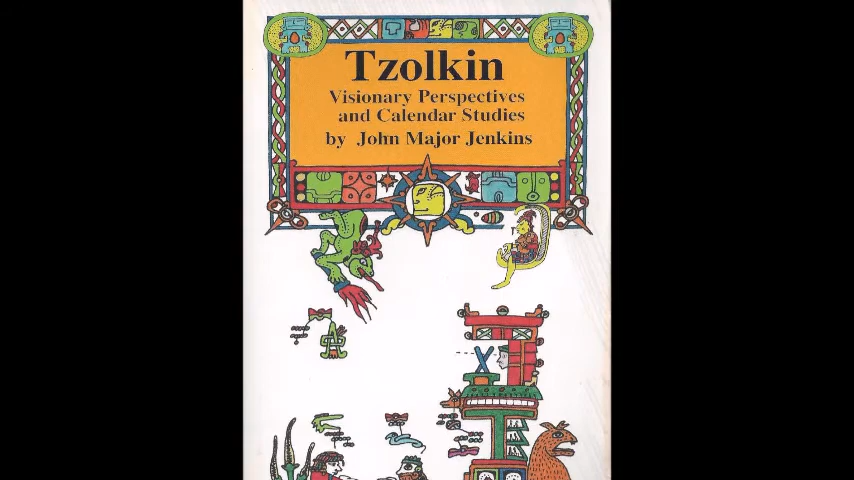 Tzolkin
Visionary Perspectives
and Calendar Studies
by John Major Jenkins